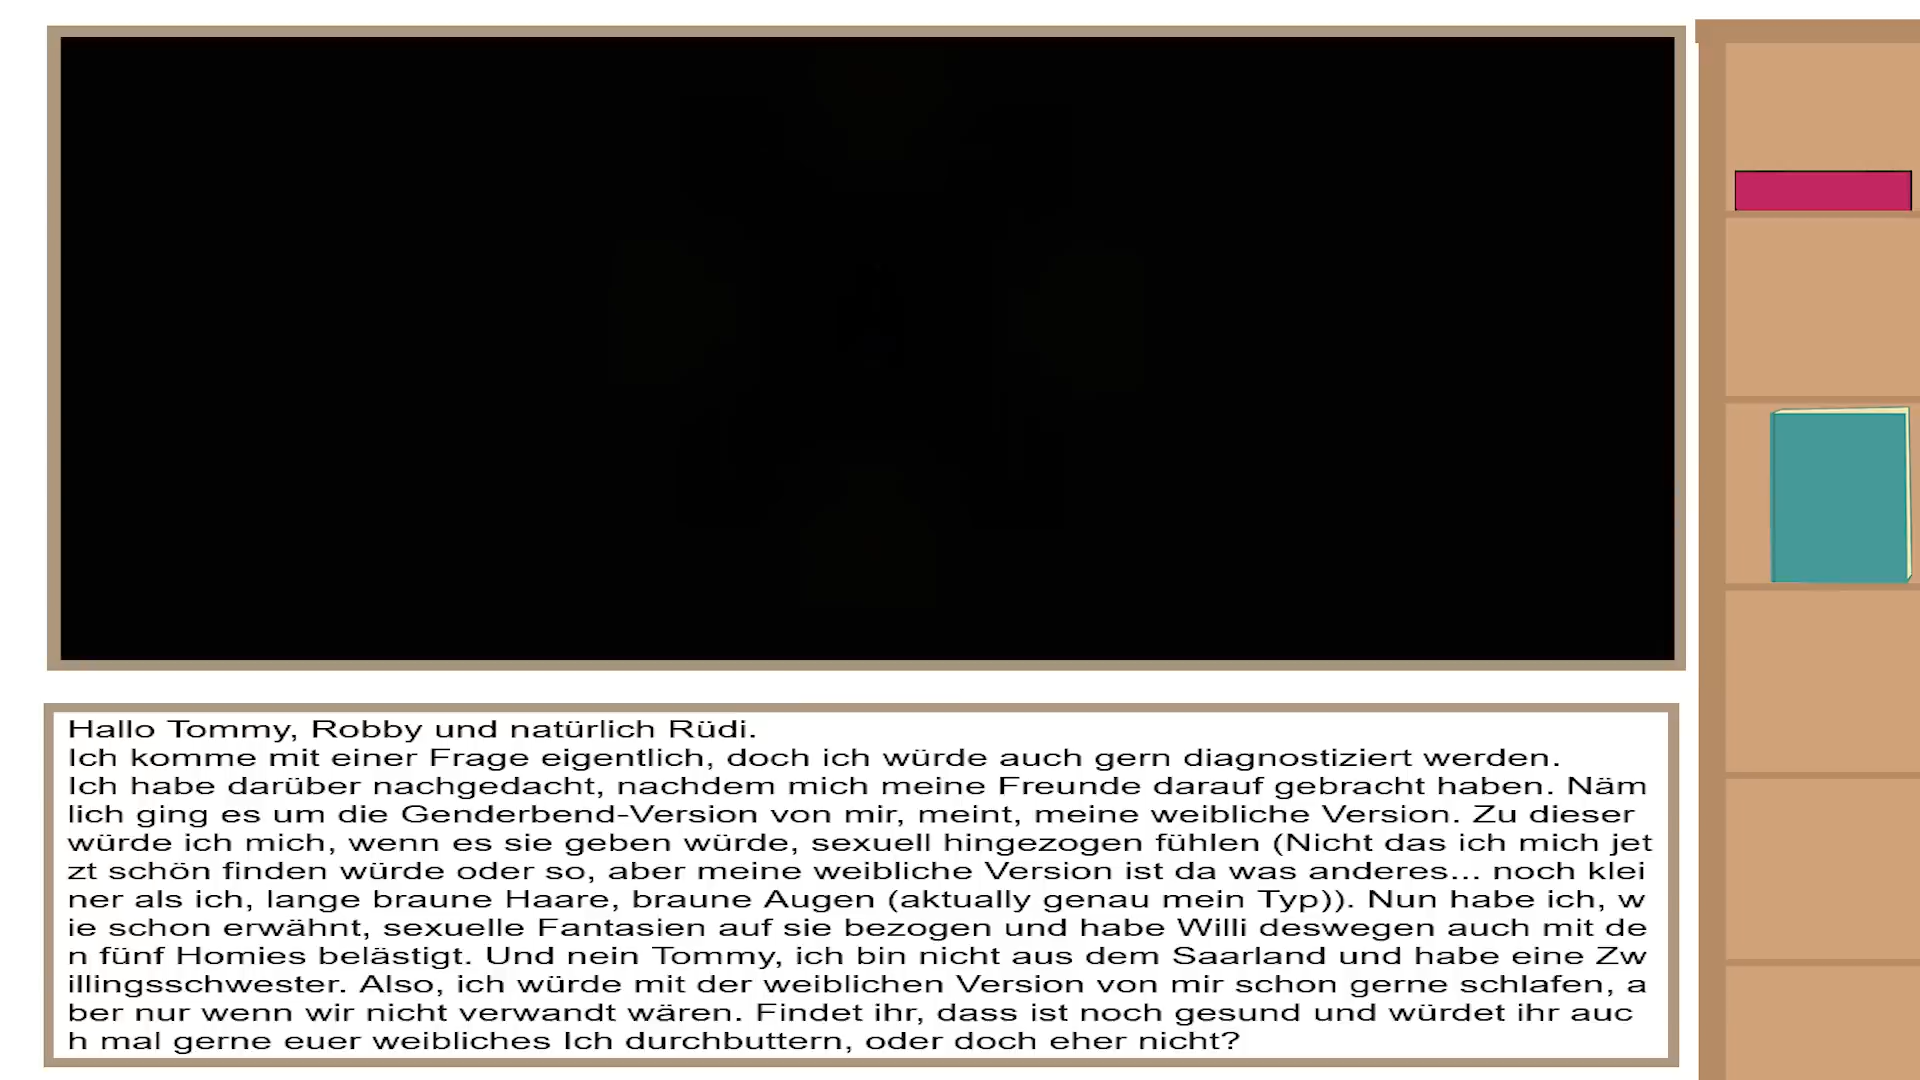 Hallo Tommy, Robby und natürlich Rüdi.
Ich komme mit einer Frage eigentlich, doch ich würde auch gern diagnostiziert werden.
Ich habe darüber nachgedacht, nachdem mich meine Freunde darauf gebracht haben. Näm
lich ging es um die Genderbend-Version von mir, meint, meine weibliche Version. Zu dieser
würde ich mich, wenn es sie geben würde, sexuell hingezogen fühlen (Nicht das ich mich jet
zt schön finden würde oder so, aber meine weibliche Version ist da was anderes... noch klei
ner als ich, lange braune Haare, braune Augen (aktually genau mein Typ)). Nun habe ich, w
ie schon erwähnt, sexuelle Fantasien auf sie bezogen und habe Willi deswegen auch mit de
n fünf Homies belästigt. Und nein Tommy, ich bin nicht aus dem Saarland und habe eine Zw
illingsschwester. Also, ich würde mit der weiblichen Version von mir schon gerne schlafen, a
ber nur wenn wir nicht verwandt wären. Findet ihr, dass ist noch gesund und würdet ihr auc
h mal gerne euer weibliches Ich durchbuttern, oder doch eher nicht?